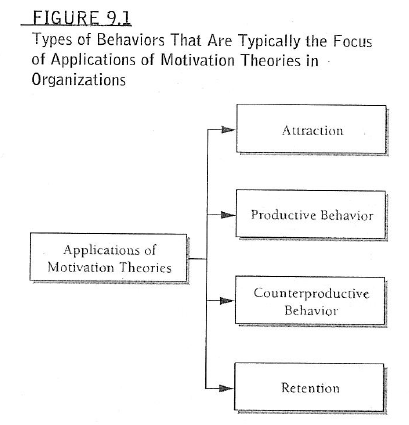 FIGURE 9.1
Types of Behaviors That Are Typically the Focus
of Applications of Motivation Theories in
Organizations
Attraction
Productive Behavior
Applications of
Motivation Theories
Counterproductive
Behavior
Retention